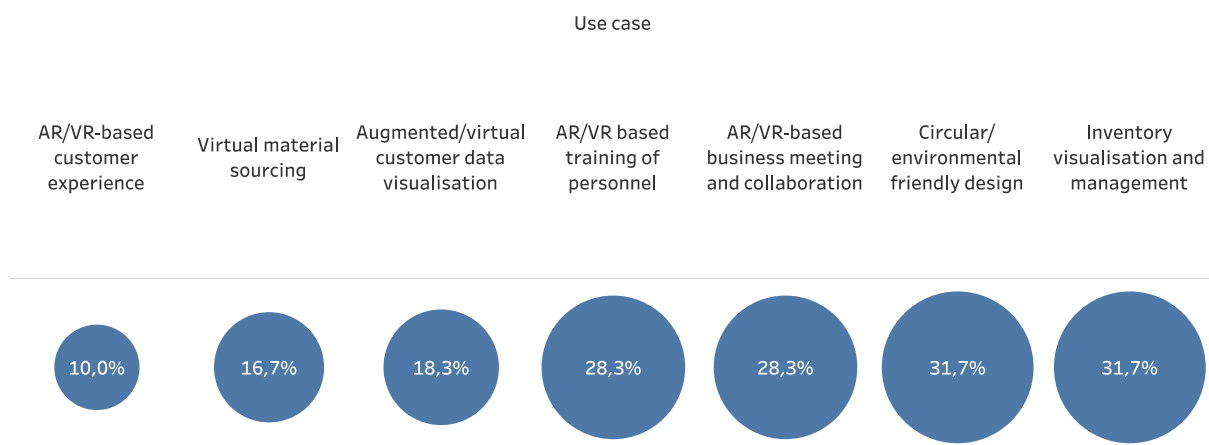 Use case
AR/VR-based
customer
experience
Virtual material
sourcing
Augmented/virtual
customer data
visualisation
AR/VR based
training of
personnel
AR/VR-based
business meeting
and collaboration
Circular/
environmental
friendly design
Inventory
visualisation and
management
10,0%
16,7%
18,3%
28,3%
28,3%
31,7%
31,7%